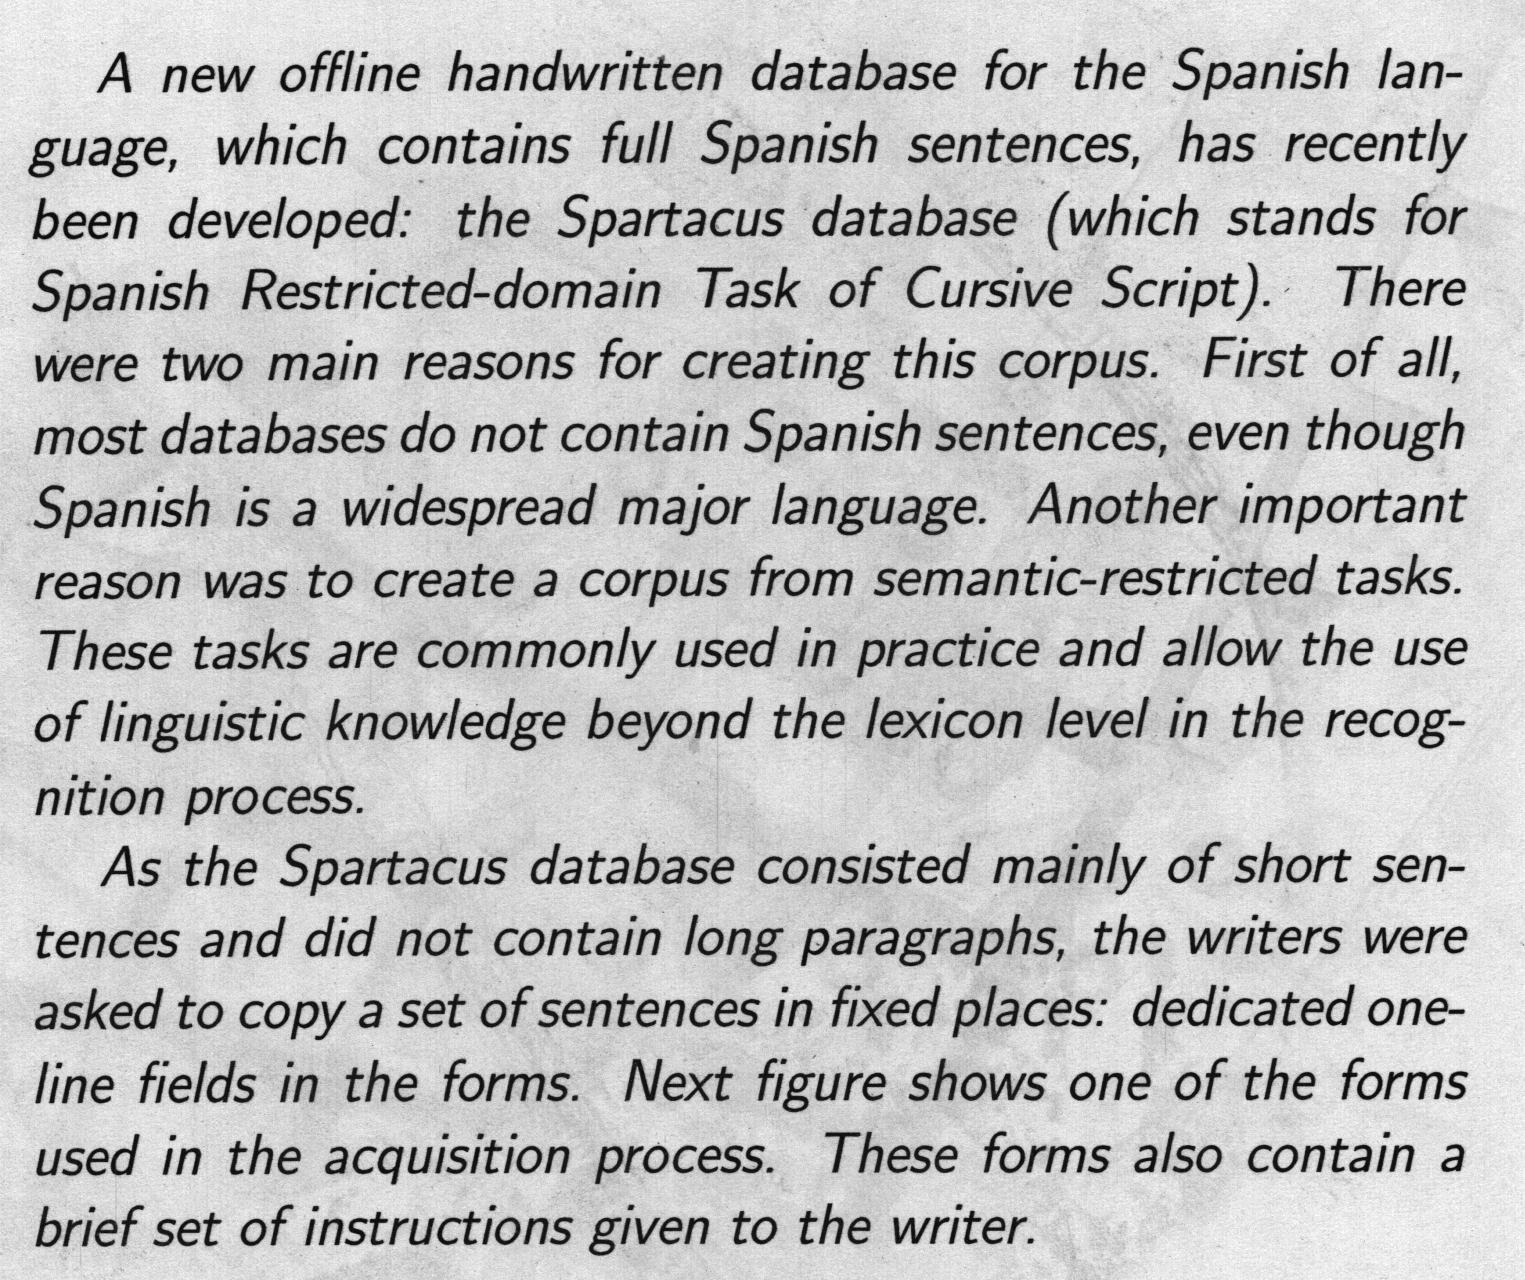 A new offline handwritten database for the Spanish lan-
guage, which contains full Spanish sentences, has recently
been developed: the Spartacus database (which stands for
Spanish Restricted-domain Task of Cursive Script). There
were two main reasons for creating this corpus. First of all,
most databases do not contain Spanish sentences, even though
Spanish is a widespread major language. Another important
reason was to create a corpus from semantic-restricted tasks.
These tasks are commonly used in practice and allow the use
of linguistic knowledge beyond the lexicon level in the recog-
nition process.
As the Spartacus database consisted mainly of short sen-
tences and did not contain long paragraphs, the writers were
asked to copy a set of sentences in fixed places: dedicated one-
line fields in the forms. Next figure shows one of the forms
used in the acquisition process. These forms also contain a
brief set of instructions given to the writer.